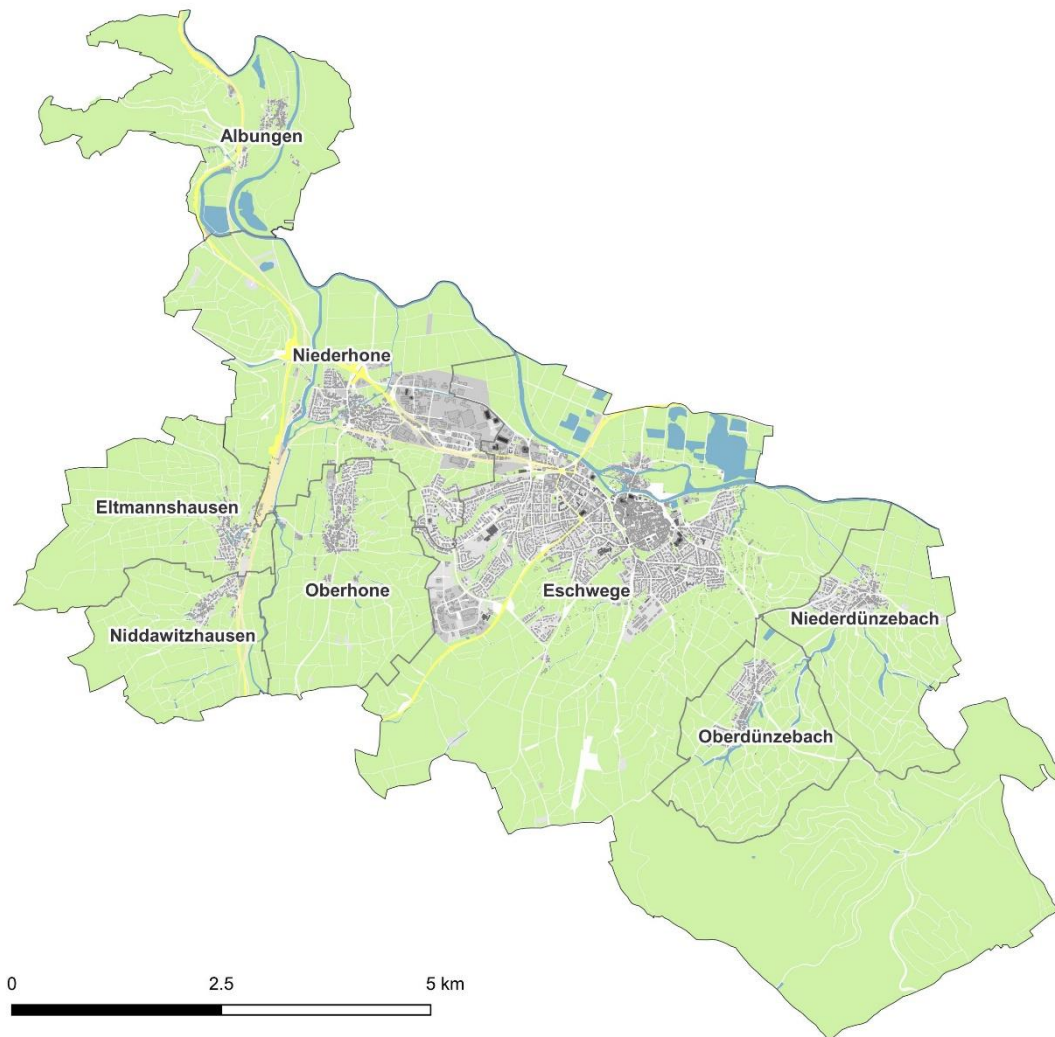 Albungen
Niederhone
Eltmannshausen
Oberhone
Eschwege
Niederdünzebach
Niddawitzhausen
Oberdünzebach
0 2.5 5 km